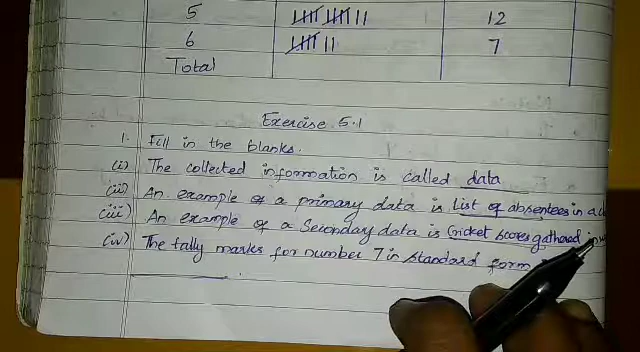 5 𝍸 𝍸 || 12
6 𝍸 || 7
Total
Exercise 5.1
1. Fill in the blanks.
(i) The collected information is called data
(ii) An example of a primary data is list of absentees in a
(iii) An example of a Secondary data is Cricket scores gathered
(iv) The tally marks for number 7 in standard form